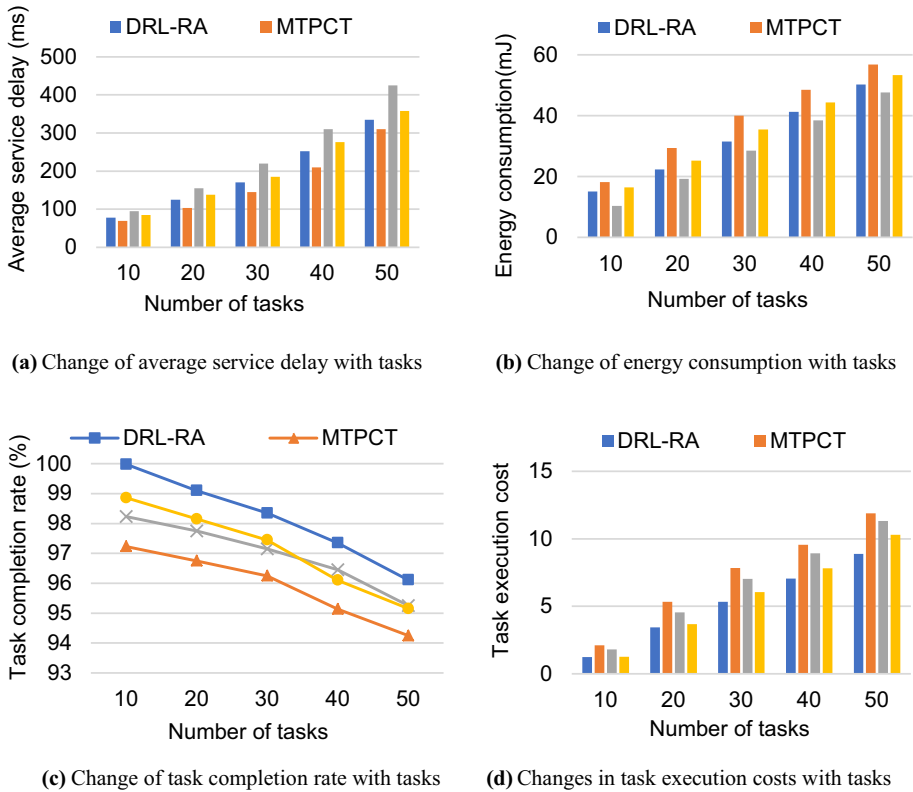 DRL-RA MTPCT
Average service delay (ms)
500
400
300
200
100
0
10 20 30 40 50
Number of tasks
(a) Change of average service delay with tasks
DRL-RA MTPCT
Energy consumption(mJ)
60
40
20
0
10 20 30 40 50
Number of tasks
(b) Change of energy consumption with tasks
DRL-RA MTPCT
Task completion rate (%)
100
99
98
97
96
95
94
93
10 20 30 40 50
Number of tasks
(c) Change of task completion rate with tasks
DRL-RA MTPCT
Task execution cost
15
10
5
0
10 20 30 40 50
Number of tasks
(d) Changes in task execution costs with tasks